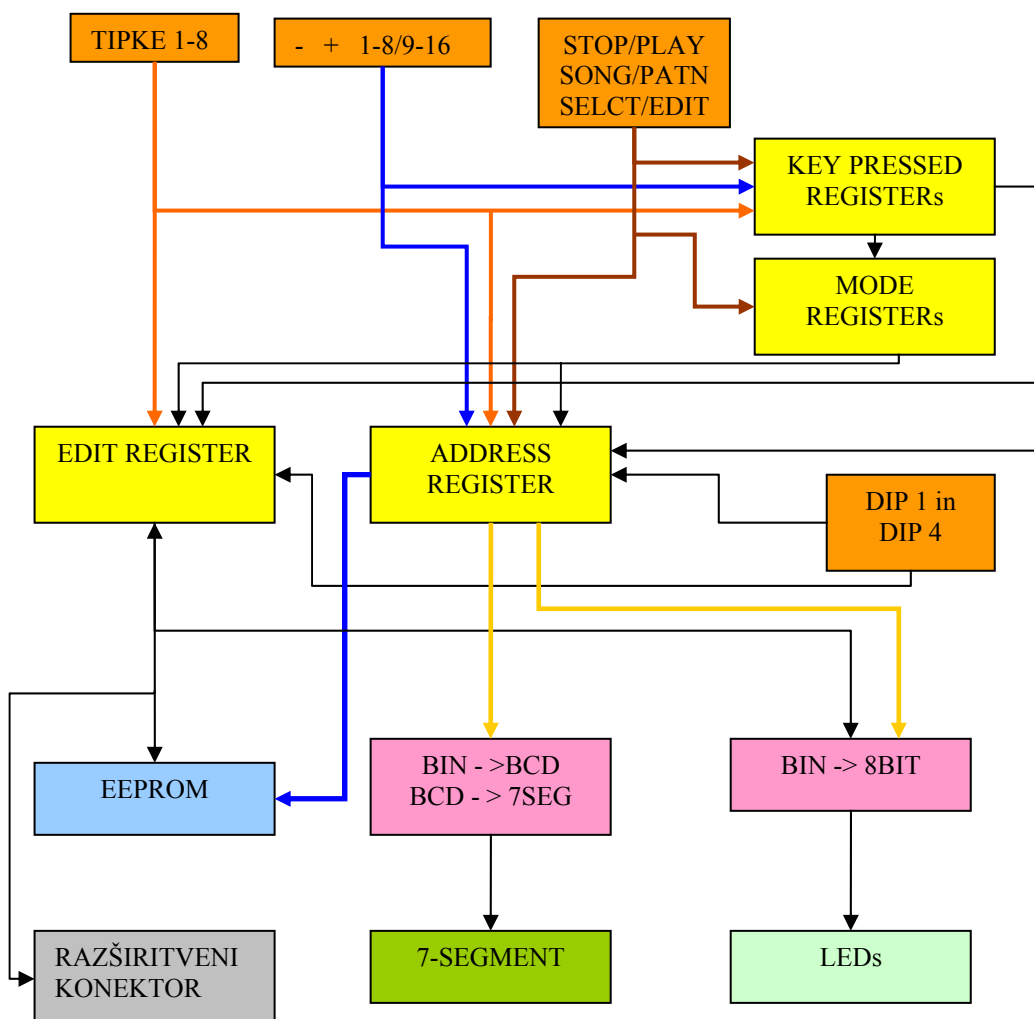 TIPKE 1-8
- + 1-8/9-16
STOP/PLAY
SONG/PATN
SELCT/EDIT
KEY PRESSED
REGISTERs
MODE
REGISTERs
EDIT REGISTER
ADDRESS
REGISTER
DIP 1 in
DIP 4
EEPROM
BIN - >BCD
BCD - > 7SEG
BIN -> 8BIT
RAZŠIRITVENI
KONEKTOR
7-SEGMENT
LEDs